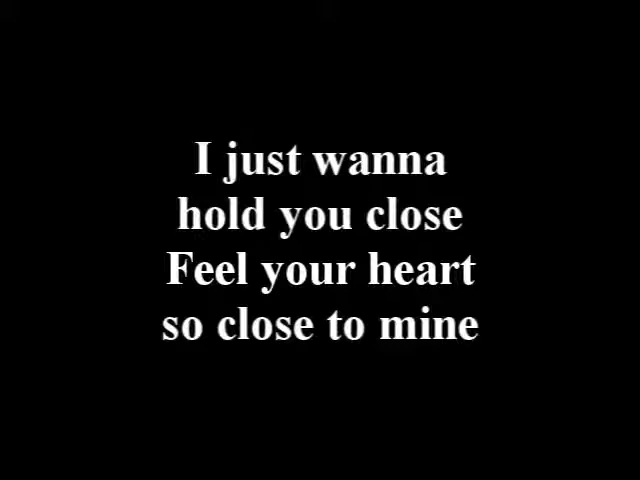 I just wanna
hold you close
Feel your heart
so close to mine